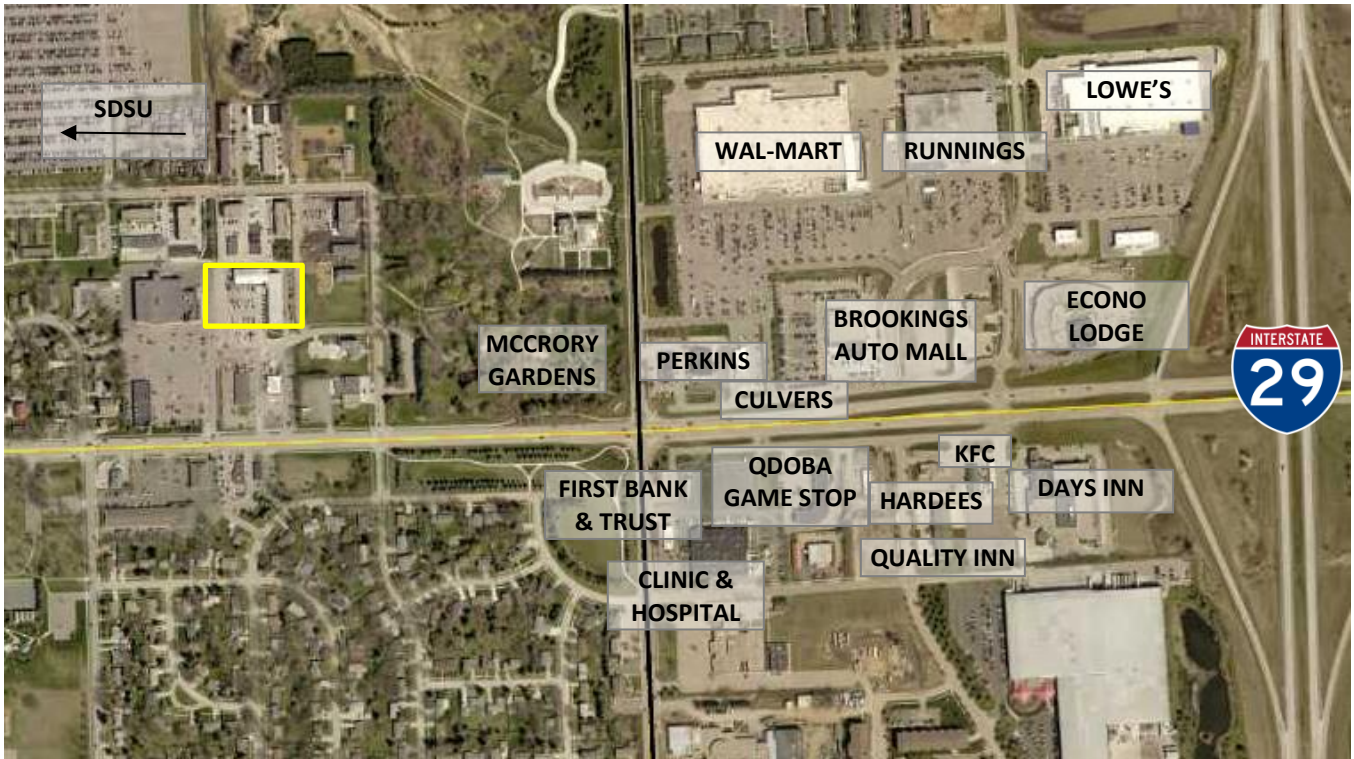 SDSU
LOWE'S
WAL-MART
RUNNINGS
MCCRORY
GARDENS
PERKINS
CULVERS
BROOKINGS
AUTO MALL
ECONO
LODGE
INTERSTATE
29
FIRST BANK
& TRUST
QDOBA
GAME STOP
KFC
HARDEES
DAYS INN
QUALITY INN
CLINIC &
HOSPITAL